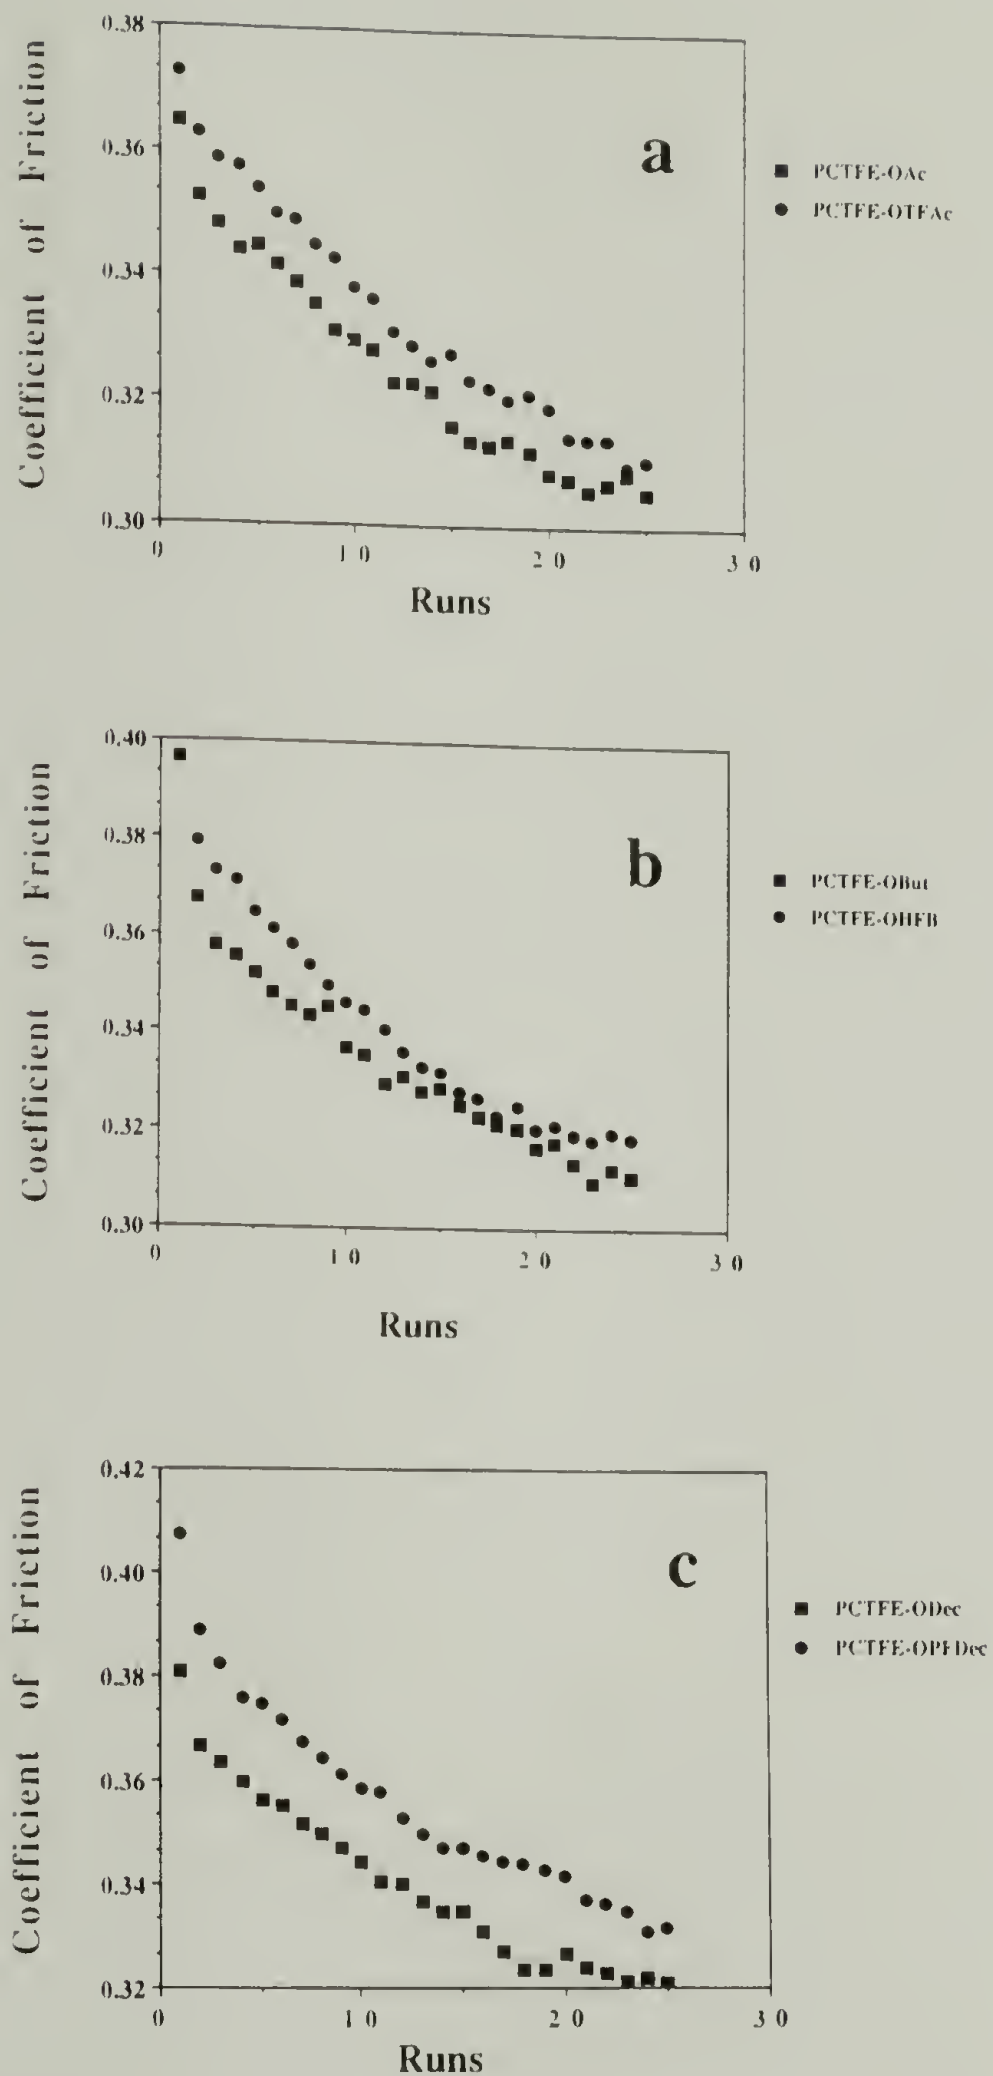 Coefficient of Friction
0.38
0.36
0.34
0.32
0.30
0 10 20 30
Runs
a
PCTFE-OAc
PCTFE-OTFAc
Coefficient of Friction
0.40
0.38
0.36
0.34
0.32
0.30
0 10 20 30
Runs
b
PCTFE-OBut
PCTFE-OHFB
Coefficient of Friction
0.42
0.40
0.38
0.36
0.34
0.32
0 10 20 30
Runs
c
PCTFE-ODec
PCTFE-OPFDec